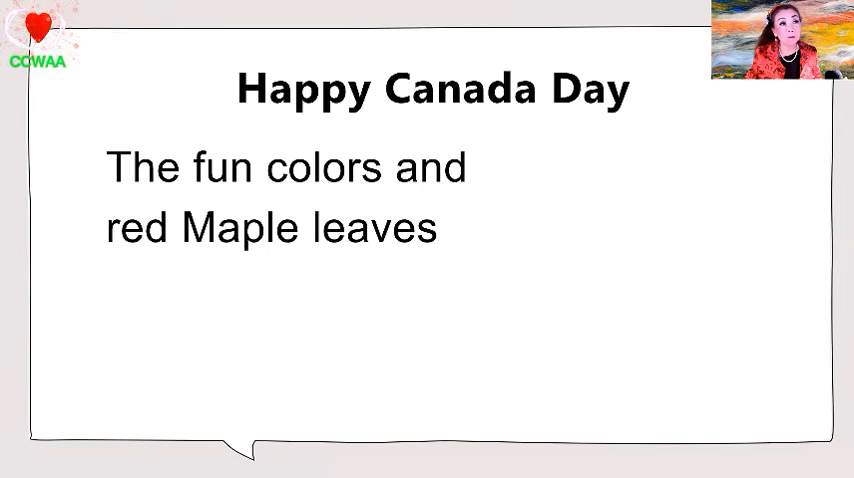 CCWAA
Happy Canada Day
The fun colors and
red Maple leaves